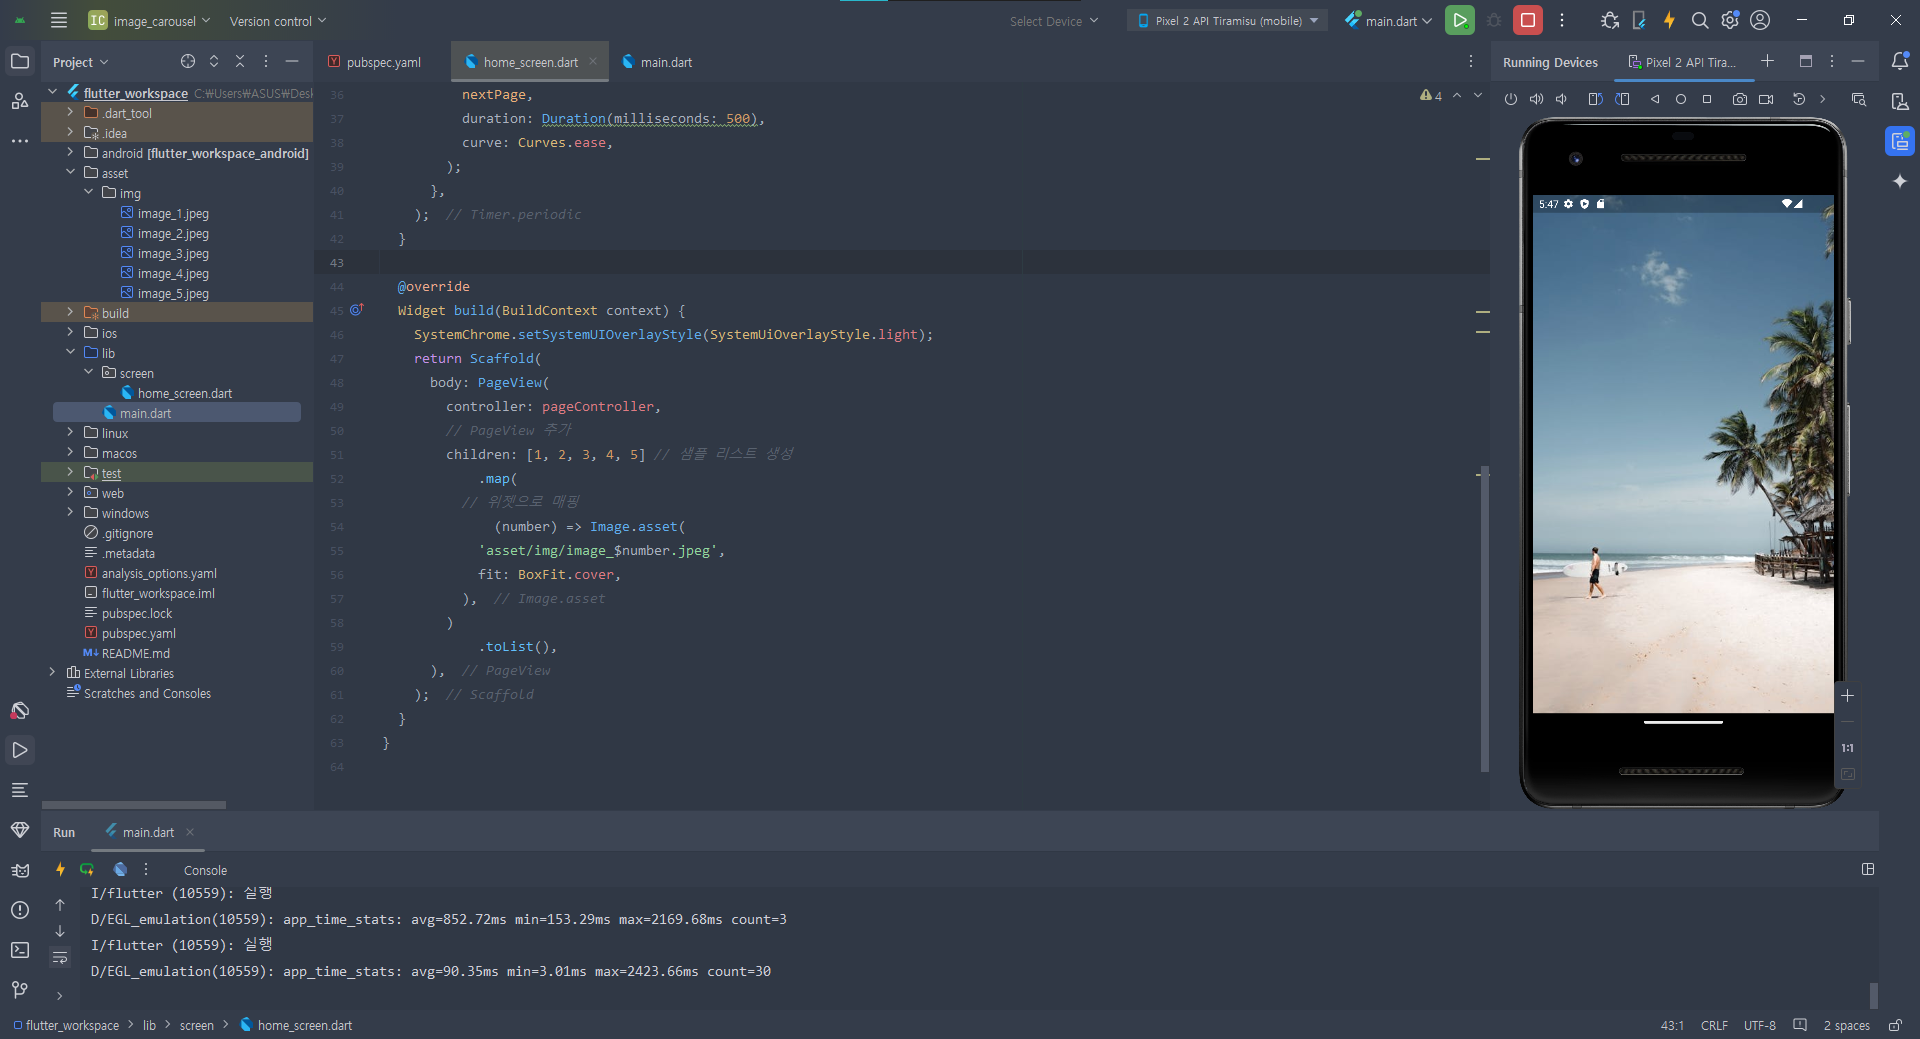 IC image_carousel Version control Select Device Pixel 2 API Tiramisu (mobile) main.dart
Project pubspec.yaml home_screen.dart main.dart Running Devices Pixel 2 API Tira...
flutter_workspace C:₩Users₩ASUS₩Desk
.dart_tool
.idea
android [flutter_workspace_android]
asset
img
image_1.jpeg
image_2.jpeg
image_3.jpeg
image_4.jpeg
image_5.jpeg
build
ios
lib
screen
home_screen.dart
main.dart
linux
macos
test
web
windows
.gitignore
.metadata
analysis_options.yaml
flutter_workspace.iml
pubspec.lock
pubspec.yaml
README.md
External Libraries
Scratches and Consoles
4
36 nextPage,
37 duration: Duration(milliseconds: 500),
38 curve: Curves.ease,
39 );
40 },
41 ); // Timer.periodic
42 }
43
44 @override
45 Widget build(BuildContext context) {
46 SystemChrome.setSystemUIOverlayStyle(SystemUiOverlayStyle.light);
47 return Scaffold(
48 body: PageView(
49 controller: pageController,
50 // PageView 추가
51 children: [1, 2, 3, 4, 5] // 샘플 리스트 생성
52 .map(
53 // 위젯으로 매핑
54 (number) => Image.asset(
55 'asset/img/image_$number.jpeg',
56 fit: BoxFit.cover,
57 ), // Image.asset
58 )
59 .toList(),
60 ), // PageView
61 ); // Scaffold
62 }
63 }
64
5:47
1:1
Run main.dart
Console
I/flutter (10559): 실행
D/EGL_emulation(10559): app_time_stats: avg=852.72ms min=153.29ms max=2169.68ms count=3
I/flutter (10559): 실행
D/EGL_emulation(10559): app_time_stats: avg=90.35ms min=3.01ms max=2423.66ms count=30
flutter_workspace > lib > screen > home_screen.dart 43:1 CRLF UTF-8 2 spaces